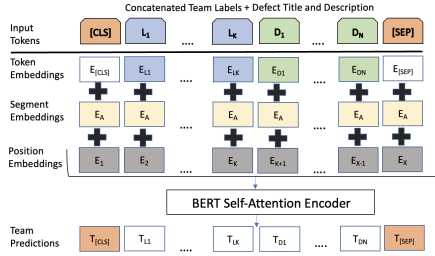 Concatenated Team Labels + Defect Title and Description
Input Tokens [CLS] L1 .... LK D1 .... DN [SEP]
Token Embeddings E[CLS] EL1 .... ELK ED1 .... EDN E[SEP]
Segment Embeddings EA EA .... EA EA .... EA EA
Position Embeddings E1 E2 .... EK EK+1 .... EX-1 EX
BERT Self-Attention Encoder
Team Predictions T[CLS] TL1 .... TLK TD1 .... TDN T[SEP]